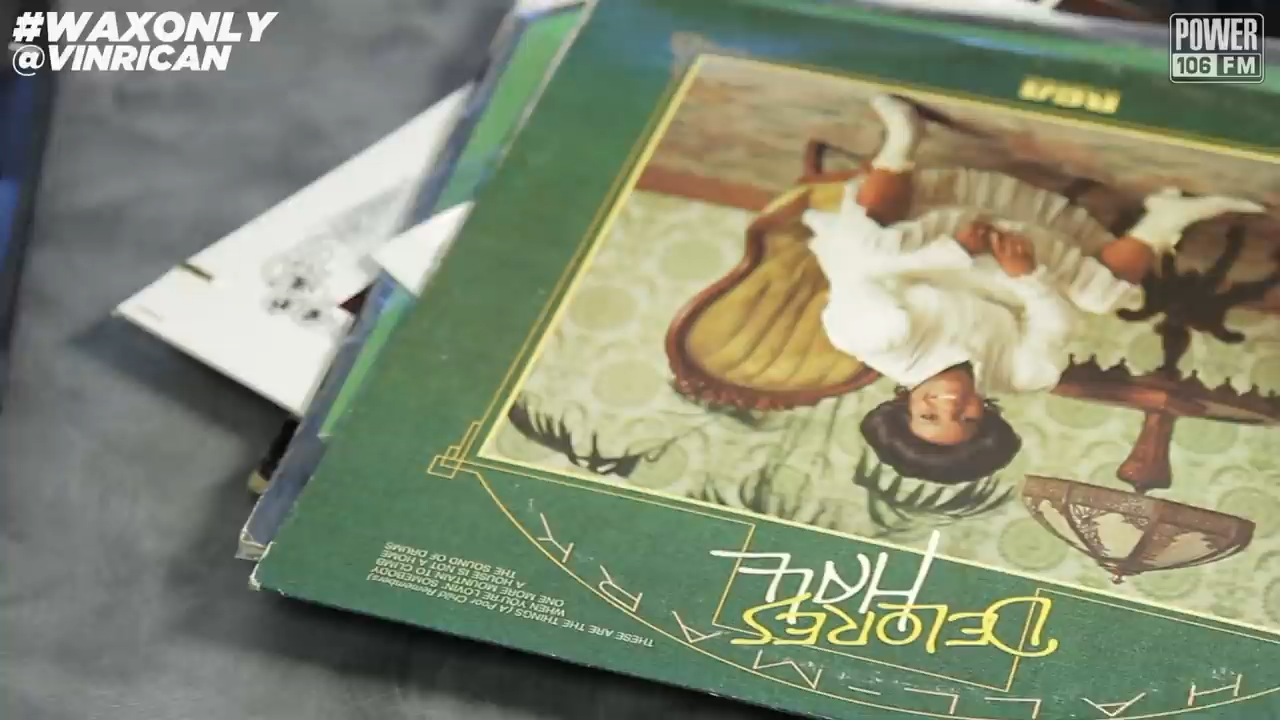 #WAXONLY
@VINRICAN
POWER
106 FM
RCA
DELORES
HALL
HALL-MARK
THESE ARE THE THINGS (A Poor Child Remembers)
WHEN YOU'RE LOVIN' SOMEBODY
ONE MORE MOUNTAIN TO CLIMB
A HOUSE IS NOT A HOME
THE SOUND OF DRUMS